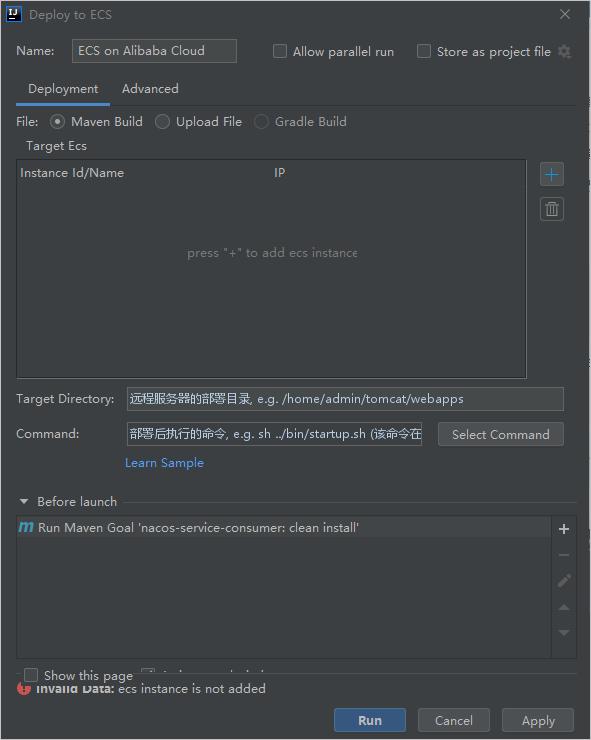 Deploy to ECS
Name: ECS on Alibaba Cloud Allow parallel run Store as project file
Deployment Advanced
File: Maven Build Upload File Gradle Build
Target Ecs
Instance Id/Name IP
press "+" to add ecs instance
Target Directory: 远程服务器的部署目录, e.g. /home/admin/tomcat/webapps
Command: 部署后执行的命令, e.g. sh ../bin/startup.sh (该命令在 Select Command
Learn Sample
Before launch
m Run Maven Goal 'nacos-service-consumer: clean install'
Show this page
Invalid Data: ecs instance is not added
Run Cancel Apply